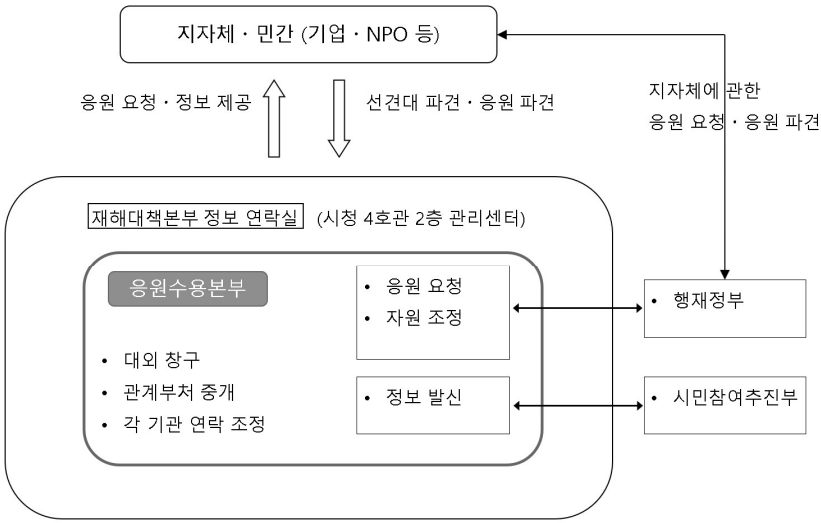 지자체・민간 (기업・NPO 등)
응원 요청・정보 제공
선견대 파견・응원 파견
지자체에 관한
응원 요청・응원 파견
재해대책본부 정보 연락실 (시청 4호관 2층 관리센터)
응원수용본부
• 대외 창구
• 관계부처 중개
• 각 기관 연락 조정
• 응원 요청
• 자원 조정
• 정보 발신
• 행재정부
• 시민참여추진부